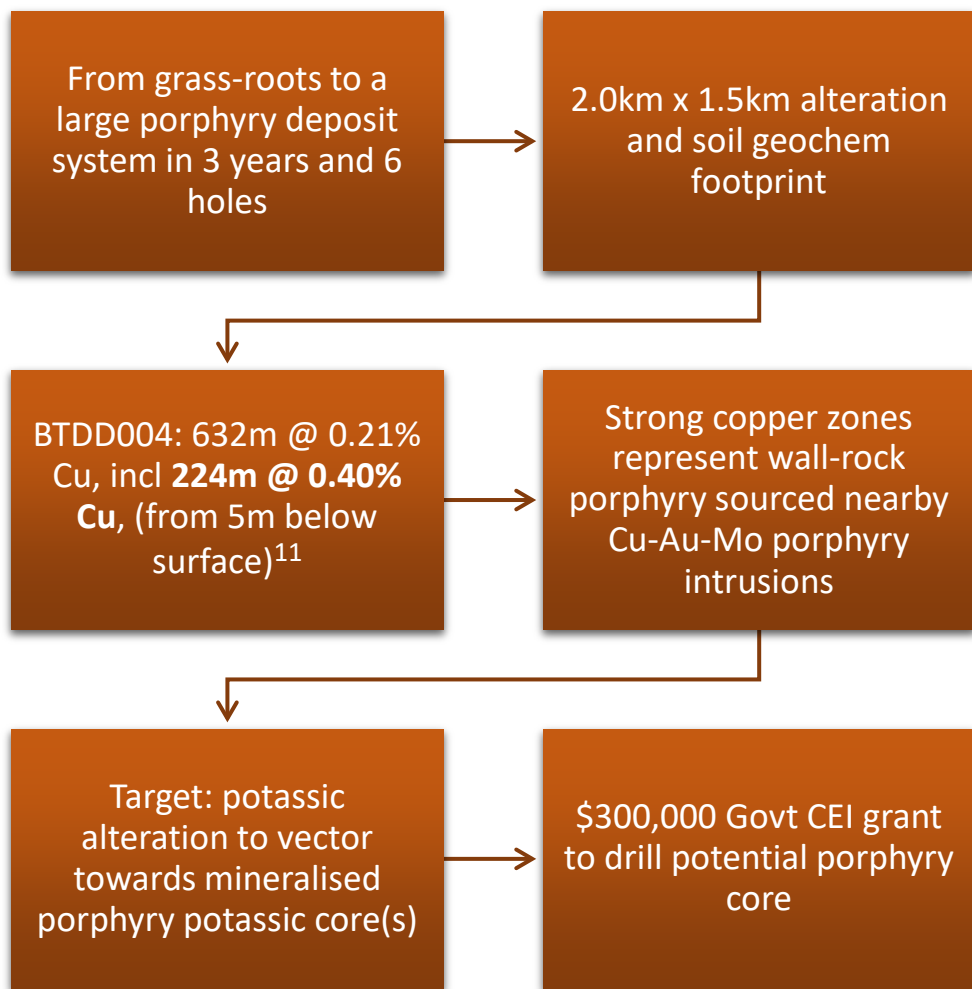 From grass-roots to a
large porphyry deposit
system in 3 years and 6
holes
2.0km x 1.5km alteration
and soil geochem
footprint
BTDD004: 632m @ 0.21%
Cu, incl 224m @ 0.40%
Cu, (from 5m below
surface)11
Strong copper zones
represent wall-rock
porphyry sourced nearby
Cu-Au-Mo porphyry
intrusions
Target: potassic
alteration to vector
towards mineralised
porphyry potassic core(s)
$300,000 Govt CEI grant
to drill potential porphyry
core